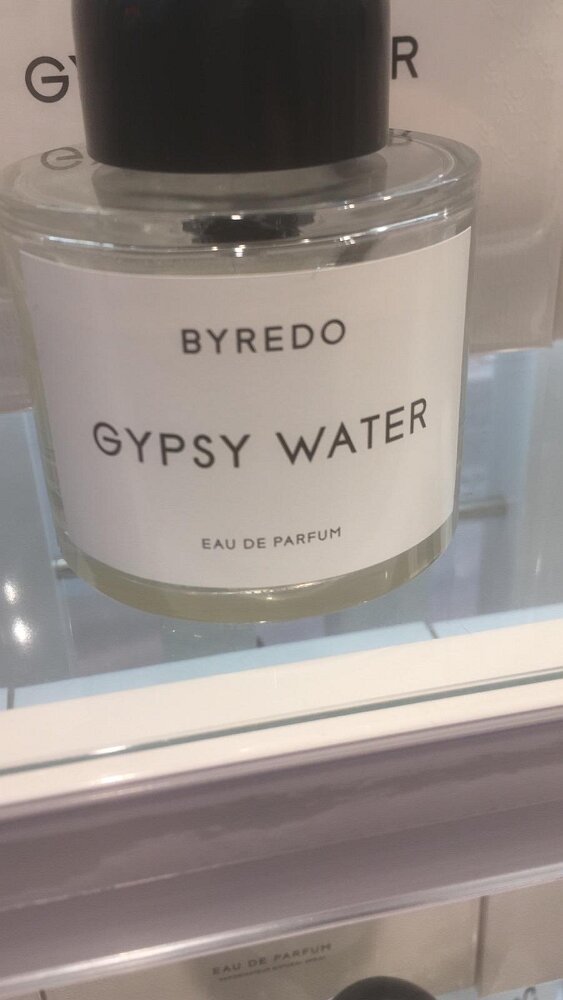 BYREDO
GYPSY WATER
EAU DE PARFUM
EAU DE PARFUM